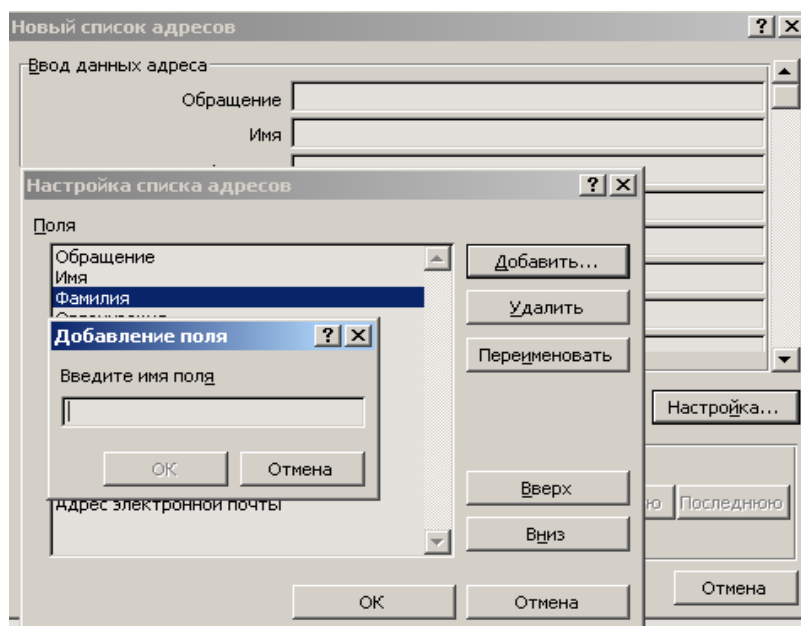 Новый список адресов
Ввод данных адреса
Обращение
Имя
Настройка списка адресов
Поля
Обращение
Имя
Фамилия
Добавить...
Удалить
Переименовать
Добавление поля
Введите имя поля
ОК
Отмена
Адрес электронной почты
Вверх
Вниз
ОК
Отмена
Настройка...
Последнюю
Отмена